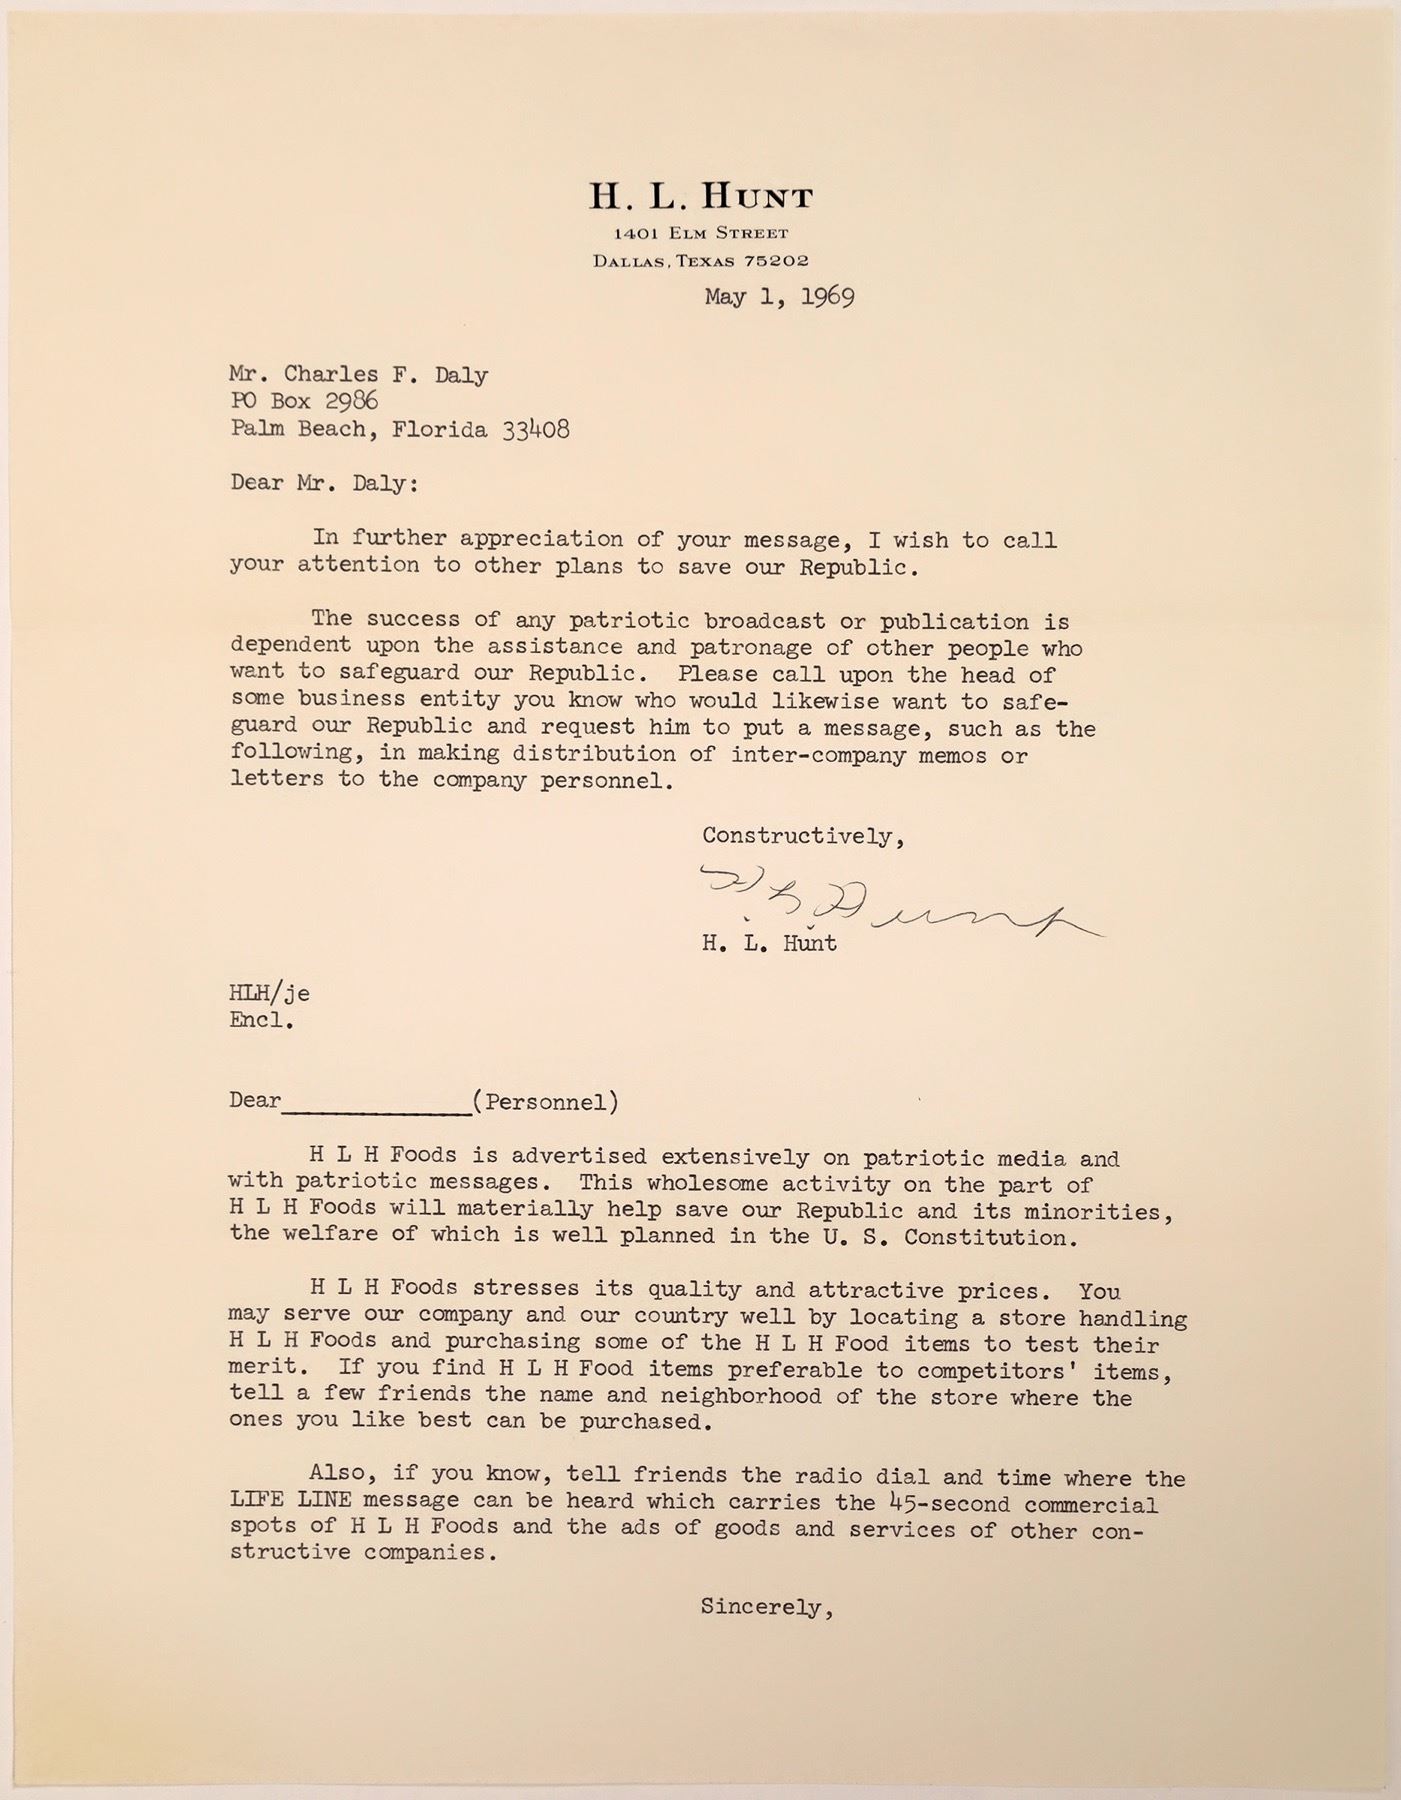 H. L. HUNT
1401 ELM STREET
DALLAS, TEXAS 75202
May 1, 1969
Mr. Charles F. Daly
PO Box 2986
Palm Beach, Florida 33408
Dear Mr. Daly:
In further appreciation of your message, I wish to call
your attention to other plans to save our Republic.
The success of any patriotic broadcast or publication is
dependent upon the assistance and patronage of other people who
want to safeguard our Republic. Please call upon the head of
some business entity you know who would likewise want to safe-
guard our Republic and request him to put a message, such as the
following, in making distribution of inter-company memos or
letters to the company personnel.
Constructively,
H L Hunt
H. L. Hunt
HLH/je
Encl.
Dear______________(Personnel)
H L H Foods is advertised extensively on patriotic media and
with patriotic messages. This wholesome activity on the part of
H L H Foods will materially help save our Republic and its minorities,
the welfare of which is well planned in the U. S. Constitution.
H L H Foods stresses its quality and attractive prices. You
may serve our company and our country well by locating a store handling
H L H Foods and purchasing some of the H L H Food items to test their
merit. If you find H L H Food items preferable to competitors' items,
tell a few friends the name and neighborhood of the store where the
ones you like best can be purchased.
Also, if you know, tell friends the radio dial and time where the
LIFE LINE message can be heard which carries the 45-second commercial
spots of H L H Foods and the ads of goods and services of other con-
structive companies.
Sincerely,